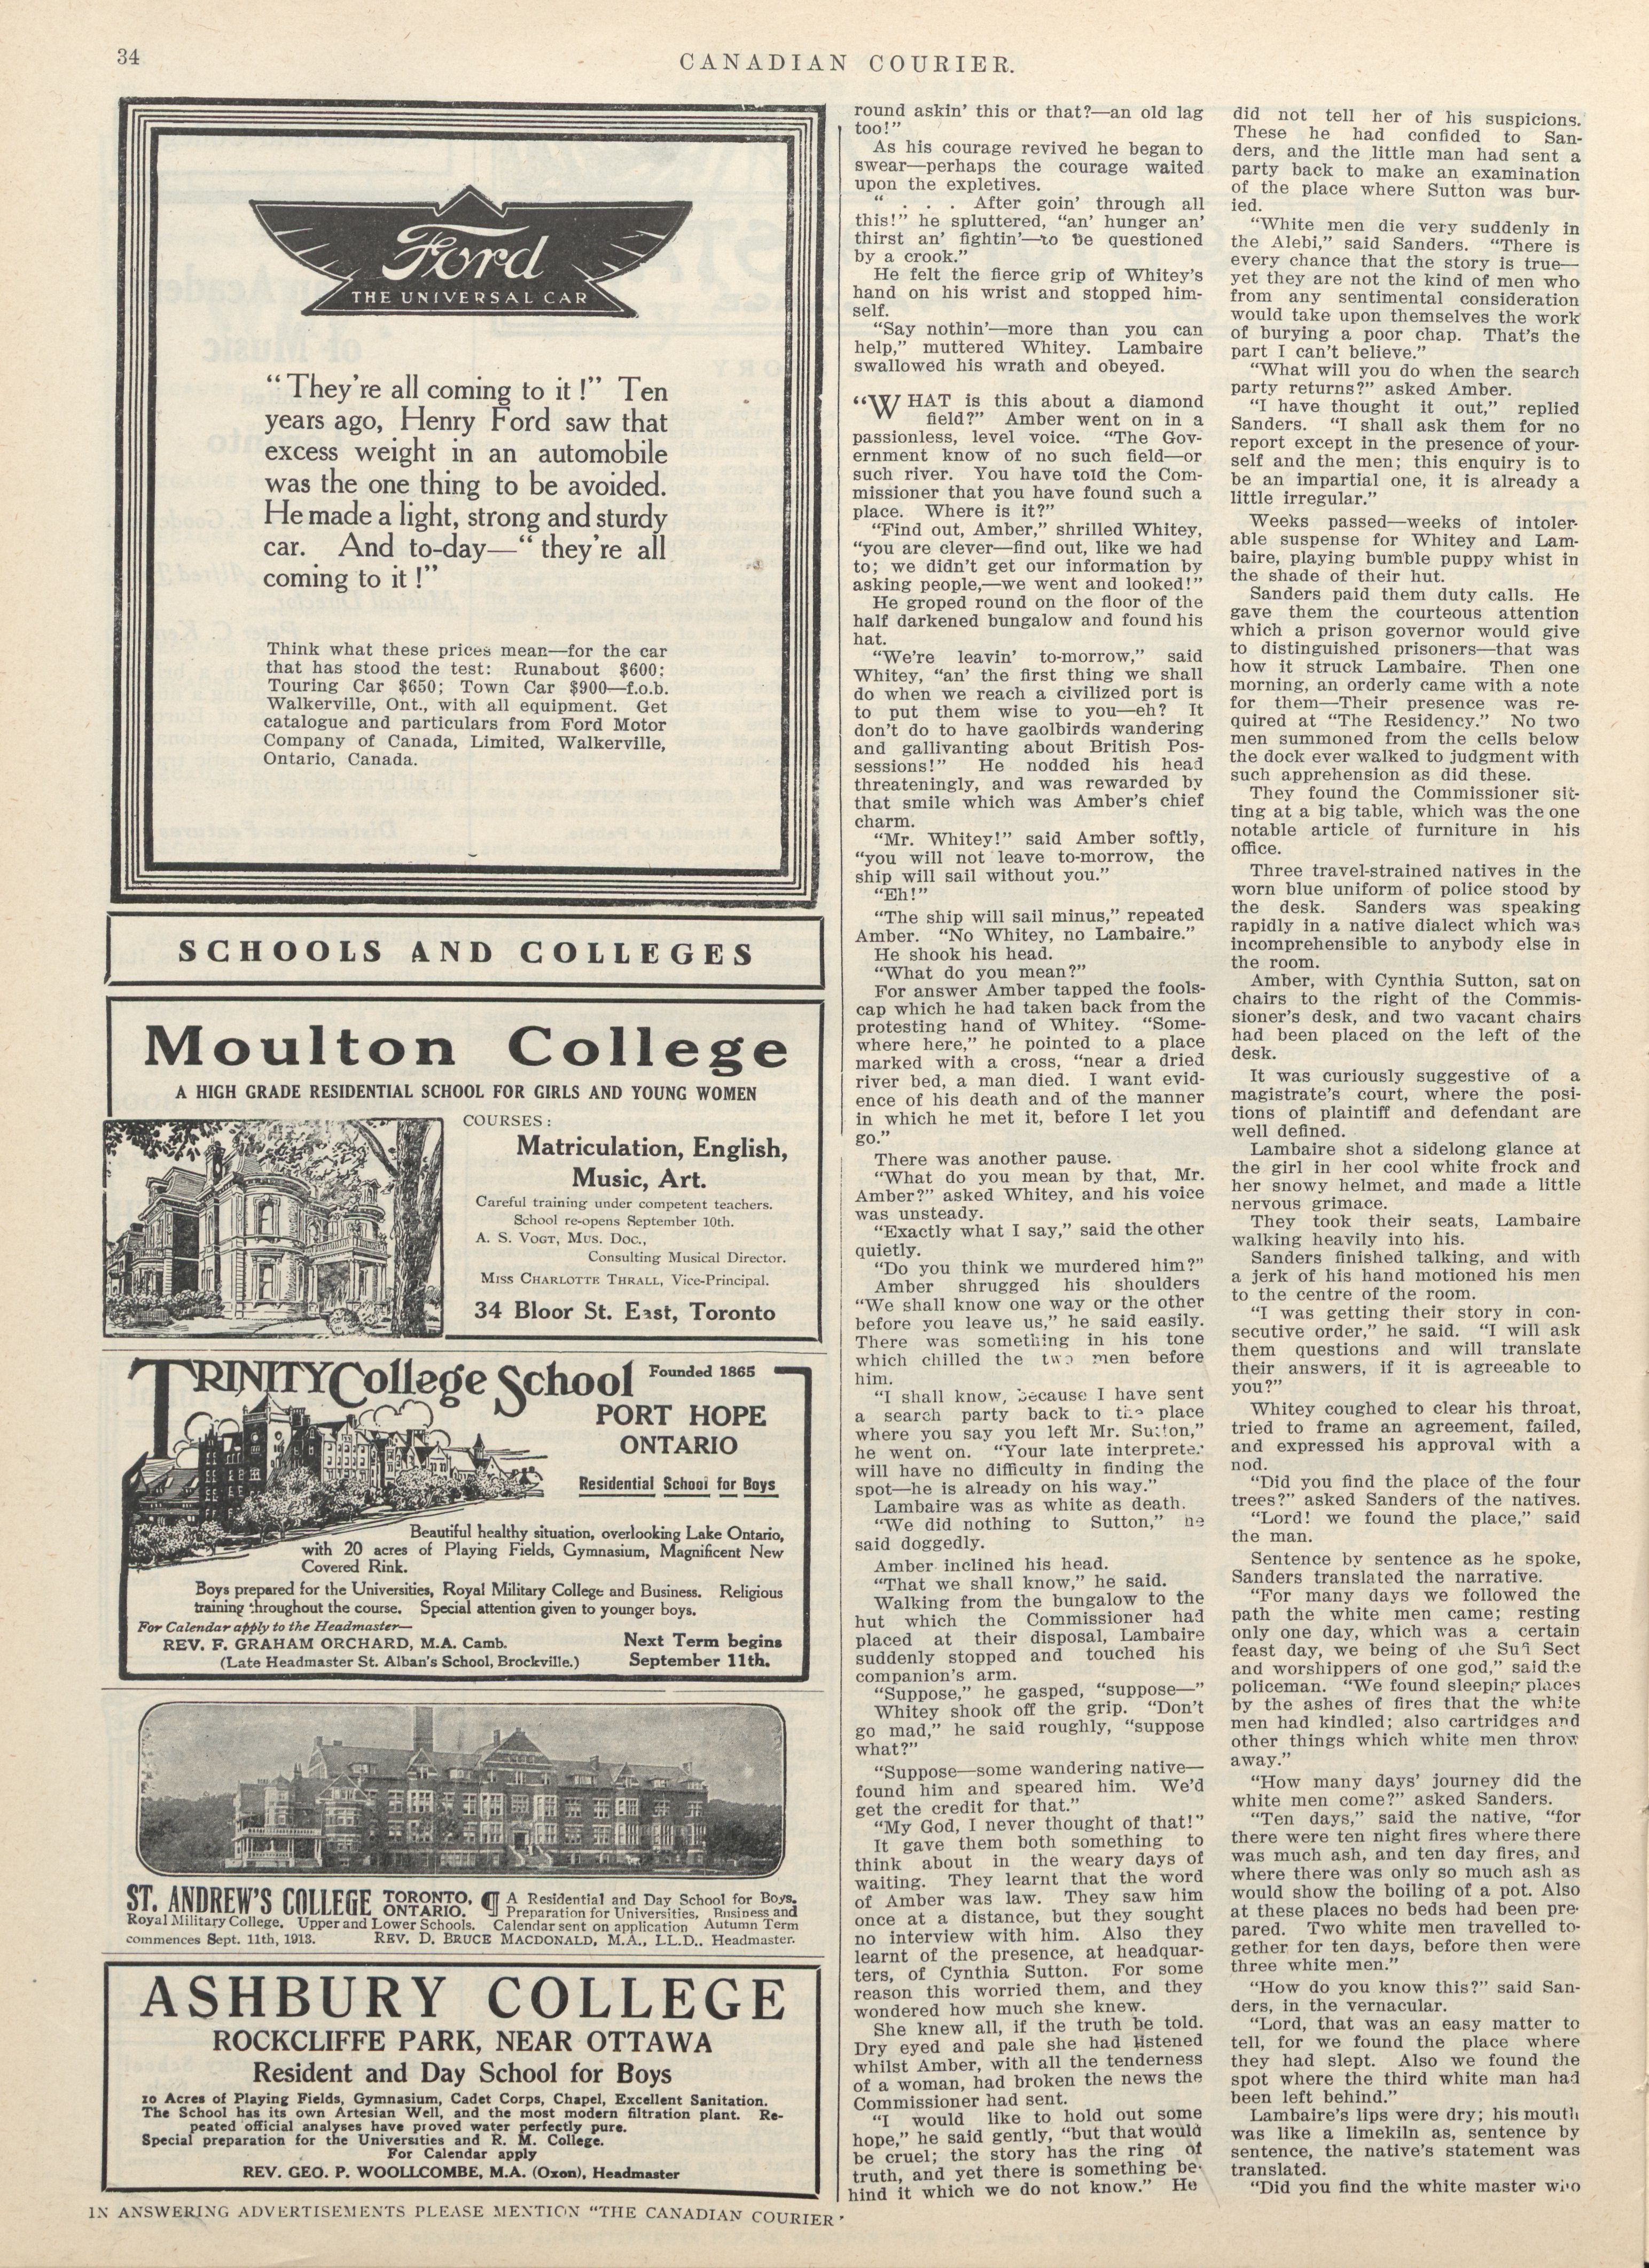 34
CANADIAN COURIER.
Ford
THE UNIVERSAL CAR
“They’re all coming to it!” Ten
years ago, Henry Ford saw that
excess weight in an automobile
was the one thing to be avoided.
He made a light, strong and sturdy
car. And to-day—“they’re all
coming to it!”
Think what these prices mean—for the car
that has stood the test: Runabout $600;
Touring Car $650; Town Car $900—f.o.b.
Walkerville, Ont., with all equipment. Get
catalogue and particulars from Ford Motor
Company of Canada, Limited, Walkerville,
Ontario, Canada.
SCHOOLS AND COLLEGES
Moulton College
A HIGH GRADE RESIDENTIAL SCHOOL FOR GIRLS AND YOUNG WOMEN
COURSES:
Matriculation, English,
Music, Art.
Careful training under competent teachers.
School re-opens September 10th.
A. S. VOGT, MUS. DOC.,
Consulting Musical Director.
MISS CHARLOTTE THRALL, Vice-Principal.
34 Bloor St. East, Toronto
TRINITY College School Founded 1865
PORT HOPE
ONTARIO
Residential School for Boys
Beautiful healthy situation, overlooking Lake Ontario,
with 20 acres of Playing Fields, Gymnasium, Magnificent New
Covered Rink.
Boys prepared for the Universities, Royal Military College and Business. Religious
training throughout the course. Special attention given to younger boys.
For Calendar apply to the Headmaster—
REV. F. GRAHAM ORCHARD, M.A. Camb.
(Late Headmaster St. Alban’s School, Brockville.)
Next Term begins
September 11th.
ST. ANDREW’S COLLEGE TORONTO, ONTARIO. ¶ A Residential and Day School for Boys.
Preparation for Universities, Business and
Royal Military College. Upper and Lower Schools. Calendar sent on application Autumn Term
commences Sept. 11th, 1913. REV. D. BRUCE MACDONALD, M.A., LL.D.. Headmaster.
ASHBURY COLLEGE
ROCKCLIFFE PARK, NEAR OTTAWA
Resident and Day School for Boys
10 Acres of Playing Fields, Gymnasium, Cadet Corps, Chapel, Excellent Sanitation.
The School has its own Artesian Well, and the most modern filtration plant. Re-
peated official analyses have proved water perfectly pure.
Special preparation for the Universities and R. M. College.
For Calendar apply
REV. GEO. P. WOOLLCOMBE, M.A. (Oxon), Headmaster
round askin’ this or that?—an old lag
too!”
As his courage revived he began to
swear—perhaps the courage waited
upon the expletives.
“ . . . After goin’ through all
this!” he spluttered, “an’ hunger an’
thirst an’ fightin’—to be questioned
by a crook.”
He felt the fierce grip of Whitey’s
hand on his wrist and stopped him-
self.
“Say nothin’—more than you can
help,” muttered Whitey. Lambaire
swallowed his wrath and obeyed.
“WHAT is this about a diamond
field?” Amber went on in a
passionless, level voice. “The Gov-
ernment know of no such field—or
such river. You have told the Com-
missioner that you have found such a
place. Where is it?”
“Find out, Amber,” shrilled Whitey,
“you are clever—find out, like we had
to; we didn’t get our information by
asking people,—we went and looked!”
He groped round on the floor of the
half darkened bungalow and found his
hat.
“We’re leavin’ to-morrow,” said
Whitey, “an’ the first thing we shall
do when we reach a civilized port is
to put them wise to you—eh? It
don’t do to have gaolbirds wandering
and gallivanting about British Pos-
sessions!” He nodded his head
threateningly, and was rewarded by
that smile which was Amber’s chief
charm.
“Mr. Whitey!” said Amber softly,
“you will not leave to-morrow, the
ship will sail without you.”
“Eh!”
“The ship will sail minus,” repeated
Amber. “No Whitey, no Lambaire.”
He shook his head.
“What do you mean?”
For answer Amber tapped the fools-
cap which he had taken back from the
protesting hand of Whitey. “Some-
where here,” he pointed to a place
marked with a cross, “near a dried
river bed, a man died. I want evid-
ence of his death and of the manner
in which he met it, before I let you
go.”
There was another pause.
“What do you mean by that, Mr.
Amber?” asked Whitey, and his voice
was unsteady.
“Exactly what I say,” said the other
quietly.
“Do you think we murdered him?”
Amber shrugged his shoulders
“We shall know one way or the other
before you leave us,” he said easily.
There was something in his tone
which chilled the two men before
him.
“I shall know, because I have sent
a search party back to the place
where you say you left Mr. Sutton,”
he went on. “Your late interpreter
will have no difficulty in finding the
spot—he is already on his way.”
Lambaire was as white as death.
“We did nothing to Sutton,” he
said doggedly.
Amber inclined his head.
“That we shall know,” he said.
Walking from the bungalow to the
hut which the Commissioner had
placed at their disposal, Lambaire
suddenly stopped and touched his
companion’s arm.
“Suppose,” he gasped, “suppose—”
Whitey shook off the grip. “Don’t
go mad,” he said roughly, “suppose
what?”
“Suppose—some wandering native—
found him and speared him. We’d
get the credit for that.”
“My God, I never thought of that!”
It gave them both something to
think about in the weary days of
waiting. They learnt that the word
of Amber was law. They saw him
once at a distance, but they sought
no interview with him. Also they
learnt of the presence, at headquar-
ters, of Cynthia Sutton. For some
reason this worried them, and they
wondered how much she knew.
She knew all, if the truth be told.
Dry eyed and pale she had listened
whilst Amber, with all the tenderness
of a woman, had broken the news the
Commissioner had sent.
“I would like to hold out some
hope,” he said gently, “but that would
be cruel; the story has the ring of
truth, and yet there is something be-
hind it which we do not know.” He
did not tell her of his suspicions.
These he had confided to San-
ders, and the little man had sent a
party back to make an examination
of the place where Sutton was bur-
ied.
“White men die very suddenly in
the Alebi,” said Sanders. “There is
every chance that the story is true—
yet they are not the kind of men who
from any sentimental consideration
would take upon themselves the work
of burying a poor chap. That’s the
part I can’t believe.”
“What will you do when the search
party returns?” asked Amber.
“I have thought it out,” replied
Sanders. “I shall ask them for no
report except in the presence of your-
self and the men; this enquiry is to
be an impartial one, it is already a
little irregular.”
Weeks passed—weeks of intoler-
able suspense for Whitey and Lam-
baire, playing bumble puppy whist in
the shade of their hut.
Sanders paid them duty calls. He
gave them the courteous attention
which a prison governor would give
to distinguished prisoners—that was
how it struck Lambaire. Then one
morning, an orderly came with a note
for them—Their presence was re-
quired at “The Residency.” No two
men summoned from the cells below
the dock ever walked to judgment with
such apprehension as did these.
They found the Commissioner sit-
ting at a big table, which was the one
notable article of furniture in his
office.
Three travel-strained natives in the
worn blue uniform of police stood by
the desk. Sanders was speaking
rapidly in a native dialect which was
incomprehensible to anybody else in
the room.
Amber, with Cynthia Sutton, sat on
chairs to the right of the Commis-
sioner’s desk, and two vacant chairs
had been placed on the left of the
desk.
It was curiously suggestive of a
magistrate’s court, where the posi-
tions of plaintiff and defendant are
well defined.
Lambaire shot a sidelong glance at
the girl in her cool white frock and
her snowy helmet, and made a little
nervous grimace.
They took their seats, Lambaire
walking heavily into his.
Sanders finished talking, and with
a jerk of his hand motioned his men
to the centre of the room.
“I was getting their story in con-
secutive order,” he said. “I will ask
them questions and will translate
their answers, if it is agreeable to
you?”
Whitey coughed to clear his throat,
tried to frame an agreement, failed,
and expressed his approval with a
nod.
“Did you find the place of the four
trees?” asked Sanders of the natives.
“Lord! we found the place,” said
the man.
Sentence by sentence as he spoke,
Sanders translated the narrative.
“For many days we followed the
path the white men came; resting
only one day, which was a certain
feast day, we being of the Sufi Sect
and worshippers of one god,” said the
policeman. “We found sleeping places
by the ashes of fires that the white
men had kindled; also cartridges and
other things which white men throw
away.”
“How many days’ journey did the
white men come?” asked Sanders.
“Ten days,” said the native, “for
there were ten night fires where there
was much ash, and ten day fires, and
where there was only so much ash as
would show the boiling of a pot. Also
at these places no beds had been pre-
pared. Two white men travelled to-
gether for ten days, before then were
three white men.”
“How do you know this?” said San-
ders, in the vernacular.
“Lord, that was an easy matter to
tell, for we found the place where
they had slept. Also we found the
spot where the third white man had
been left behind.”
Lambaire’s lips were dry; his mouth
was like a limekiln as, sentence by
sentence, the native’s statement was
translated.
“Did you find the white master who
IN ANSWERING ADVERTISEMENTS PLEASE MENTION “THE CANADIAN COURIER”